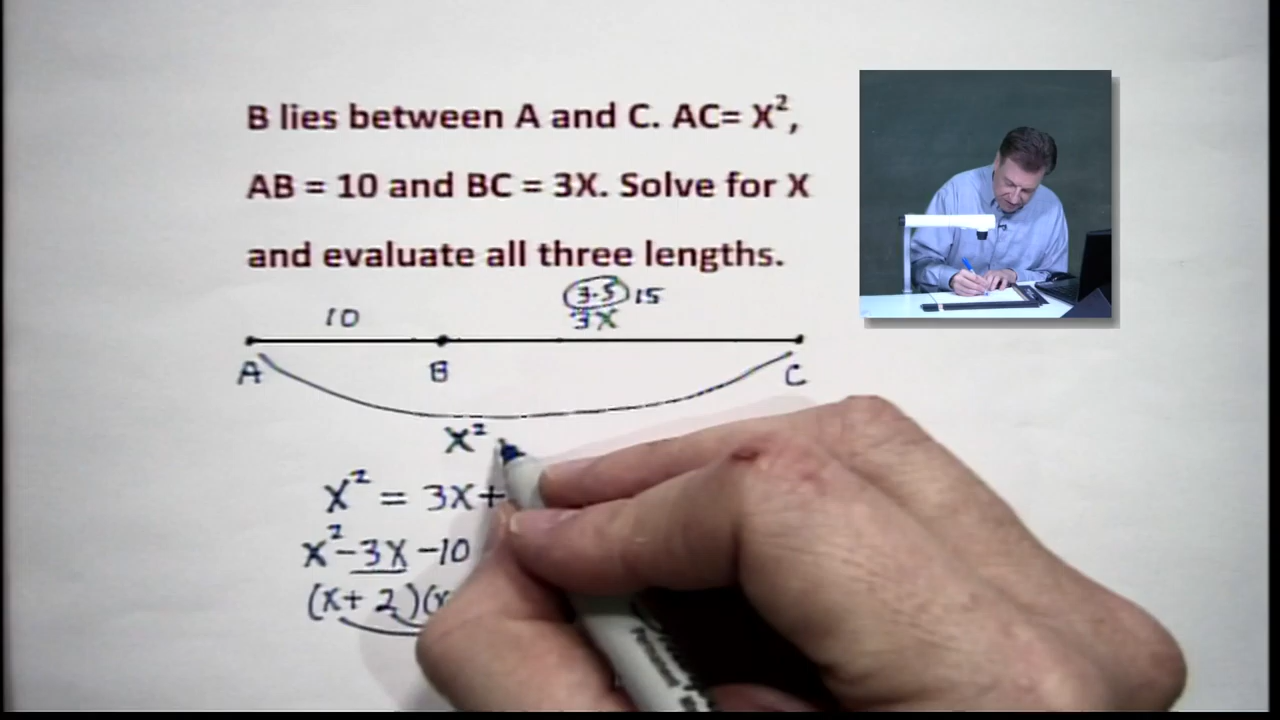 B lies between A and C. AC= X²,
AB = 10 and BC = 3X. Solve for X
and evaluate all three lengths.
3·5 15
10 3X
A B C
X²
X² = 3X+
X²-3X-10
(X+ 2)(x